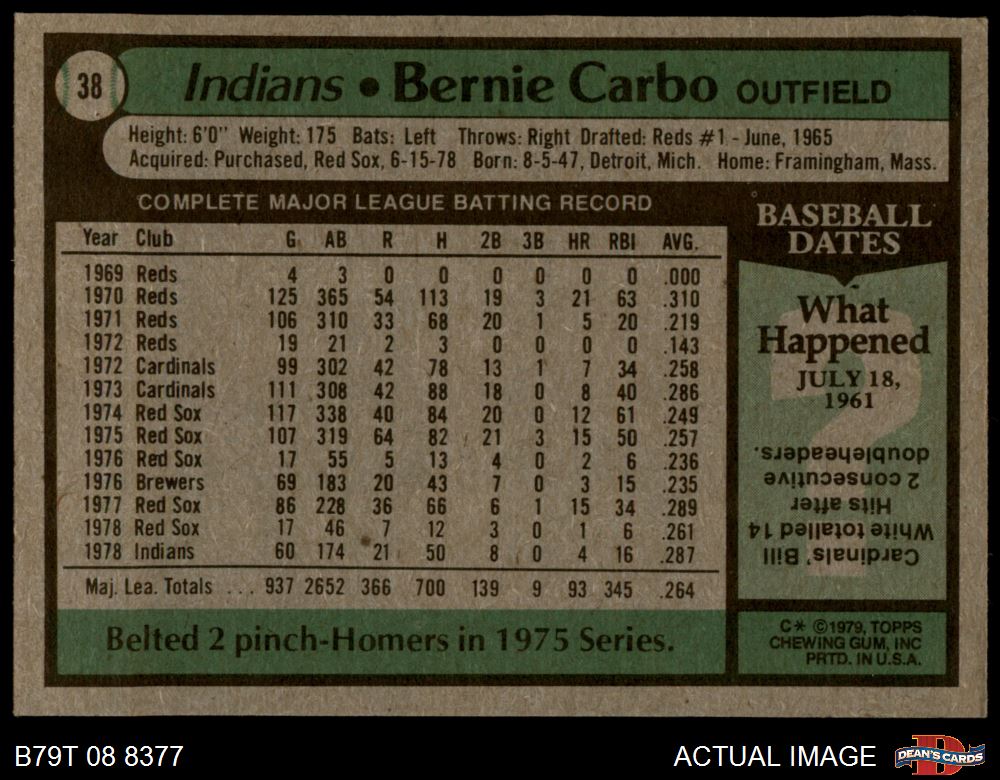 38
Indians • Bernie Carbo OUTFIELD
Height: 6'0" Weight: 175 Bats: Left Throws: Right Drafted: Reds #1 - June, 1965
Acquired: Purchased, Red Sox, 6-15-78 Born: 8-5-47, Detroit, Mich. Home: Framingham, Mass.
COMPLETE MAJOR LEAGUE BATTING RECORD
Year Club G AB R H 2B 3B HR RBI AVG.
1969 Reds 4 3 0 0 0 0 0 0 .000
1970 Reds 125 365 54 113 19 3 21 63 .310
1971 Reds 106 310 33 68 20 1 5 20 .219
1972 Reds 19 21 2 3 0 0 0 0 .143
1972 Cardinals 99 302 42 78 13 1 7 34 .258
1973 Cardinals 111 308 42 88 18 0 8 40 .286
1974 Red Sox 117 338 40 84 20 0 12 61 .249
1975 Red Sox 107 319 64 82 21 3 15 50 .257
1976 Red Sox 17 55 5 13 4 0 2 6 .236
1976 Brewers 69 183 20 43 7 0 3 15 .235
1977 Red Sox 86 228 36 66 6 1 15 34 .289
1978 Red Sox 17 46 7 12 3 0 1 6 .261
1978 Indians 60 174 21 50 8 0 4 16 .287
Maj. Lea. Totals ... 937 2652 366 700 139 9 93 345 .264
Belted 2 pinch-Homers in 1975 Series.
BASEBALL
DATES
What
Happened
JULY 18,
1961
Cardinals' Bill
White totalled 14
Hits after
2 consecutive
doubleheaders.
C* ©1979, TOPPS
CHEWING GUM, INC
PRTD. IN U.S.A.
B79T 08 8377
ACTUAL IMAGE
DEAN'S CARDS